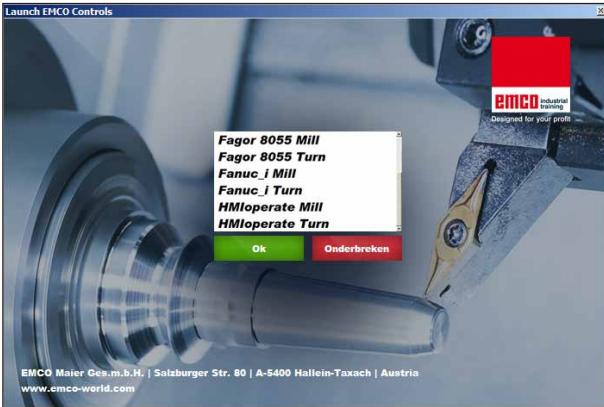 Launch EMCO Controls
emco industrial
training
Designed for your profit
Fagor 8055 Mill
Fagor 8055 Turn
Fanuc_i Mill
Fanuc_i Turn
HMIoperate Mill
HMIoperate Turn
Ok Onderbreken
EMCO Maier Ges.m.b.H. | Salzburger Str. 80 | A-5400 Hallein-Taxach | Austria
www.emco-world.com